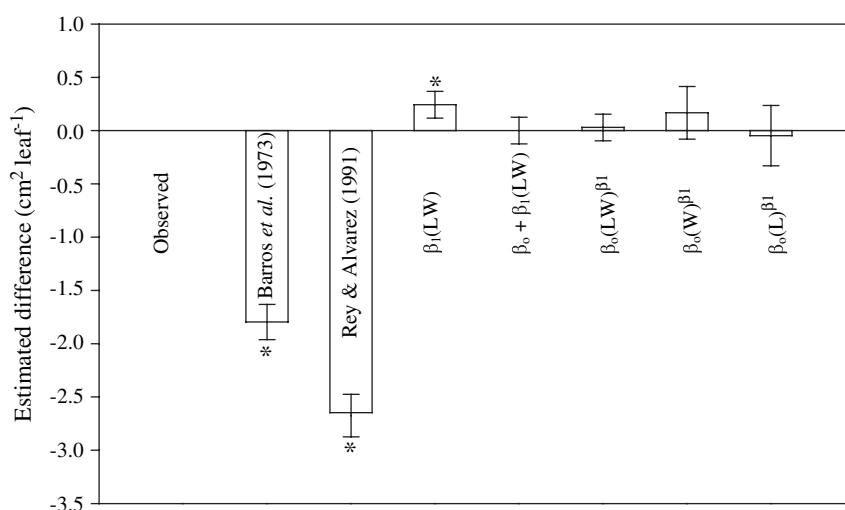 Estimated difference (cm² leaf⁻¹)
1.0
0.5
0.0
-0.5
-1.0
-1.5
-2.0
-2.5
-3.0
-3.5
Observed
Barros et al. (1973)
*
Rey & Alvarez (1991)
*
*
β₁(LW)
βₒ + β₁(LW)
βₒ(LW)^β1
βₒ(W)^β1
βₒ(L)^β1